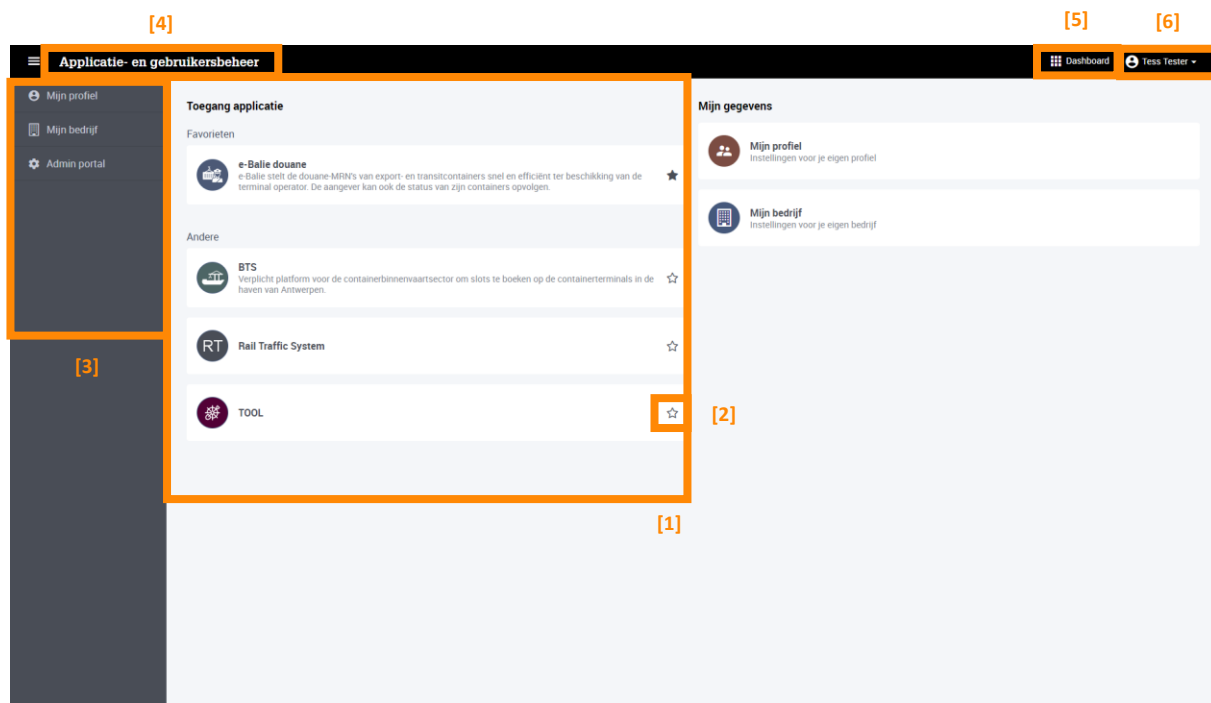 [4]
[5]
[6]
Applicatie- en gebruikersbeheer
Dashboard
Tess Tester
Mijn profiel
Mijn bedrijf
Admin portal
[3]
Toegang applicatie
Favorieten
e-Balie douane
e-Balie stelt de douane-MRN's van export- en transitcontainers snel en efficiënt ter beschikking van de
terminal operator. De aangever kan ook de status van zijn containers opvolgen.
Andere
BTS
Verplicht platform voor de containerbinnenvaartsector om slots te boeken op de containerterminals in de
haven van Antwerpen.
RT
Rail Traffic System
TOOL
[2]
[1]
Mijn gegevens
Mijn profiel
Instellingen voor je eigen profiel
Mijn bedrijf
Instellingen voor je eigen bedrijf